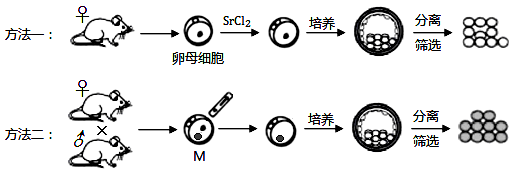 方法一： ♀ SrCl₂ 培养 分离 筛选
卵母细胞
方法二： ♀ × ♂ 培养 分离 筛选
M